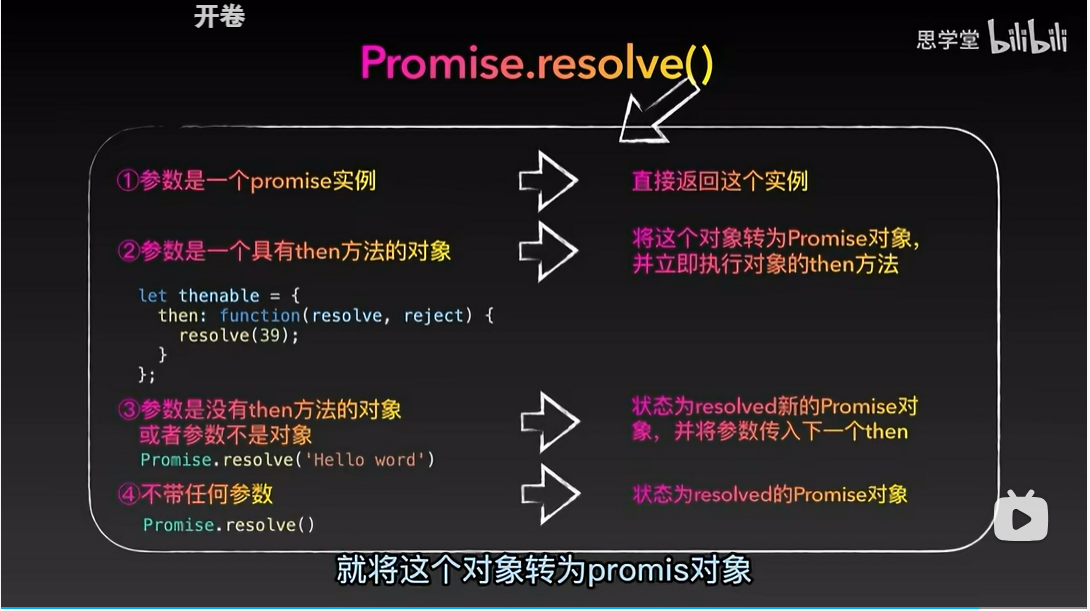 开卷
思学堂 bilibili
Promise.resolve()
①参数是一个promise实例
直接返回这个实例
②参数是一个具有then方法的对象
将这个对象转为Promise对象，
并立即执行对象的then方法
let thenable = {
then: function(resolve, reject) {
resolve(39);
}
};
③参数是没有then方法的对象
或者参数不是对象
Promise.resolve('Hello word')
状态为resolved新的Promise对
象，并将参数传入下一个then
④不带任何参数
Promise.resolve()
状态为resolved的Promise对象
就将这个对象转为promis对象